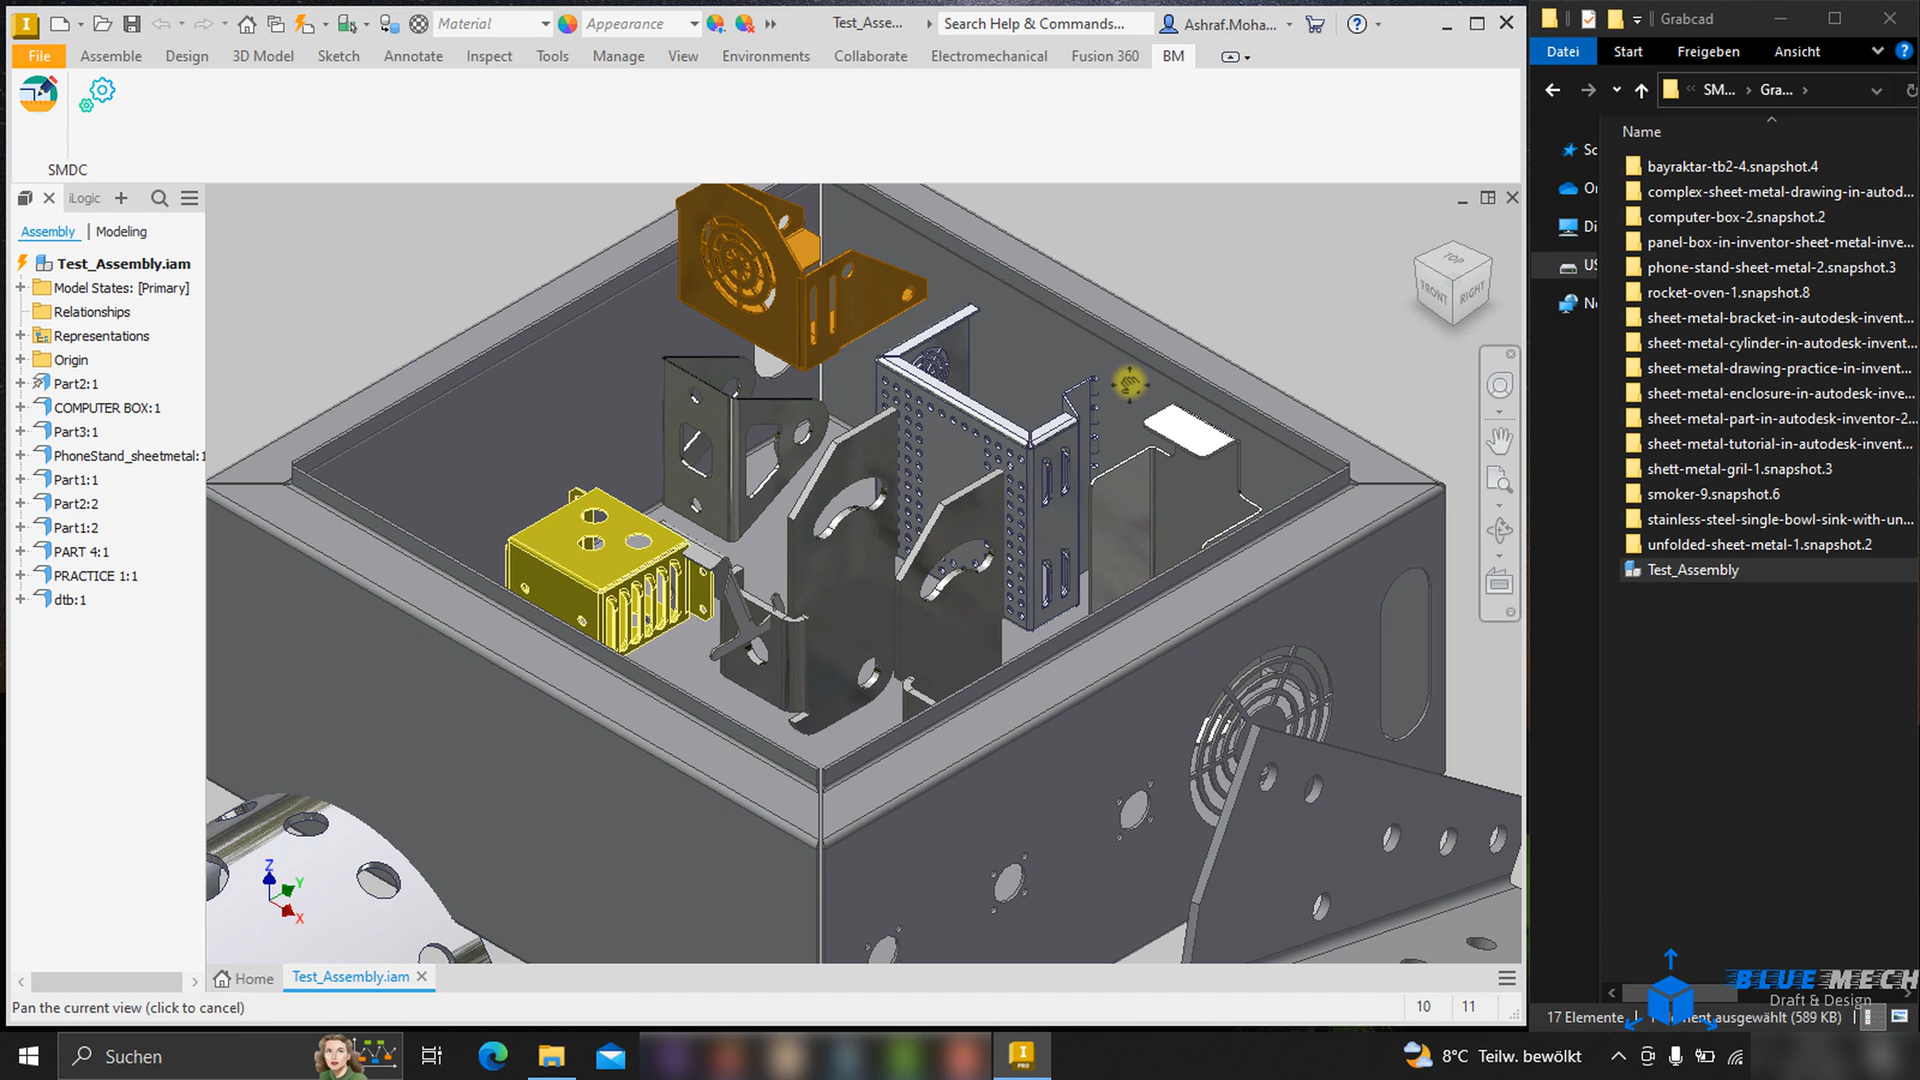 Material
Appearance
Test_Asse...
Search Help & Commands...
Ashraf.Moha...
File
Assemble
Design
3D Model
Sketch
Annotate
Inspect
Tools
Manage
View
Environments
Collaborate
Electromechanical
Fusion 360
BM
SMDC
iLogic
Assembly
Modeling
Test_Assembly.iam
Model States: [Primary]
Relationships
Representations
Origin
Part2:1
COMPUTER BOX:1
Part3:1
PhoneStand_sheetmetal:1
Part1:1
Part2:2
Part1:2
PART 4:1
PRACTICE 1:1
dtb:1
TOP
FRONT
RIGHT
Z
Y
X
Home
Test_Assembly.iam
Pan the current view (click to cancel)
10
11
Grabcad
Datei
Start
Freigeben
Ansicht
SM...
Gra...
Name
Sc
Or
Di
US
Ne
bayraktar-tb2-4.snapshot.4
complex-sheet-metal-drawing-in-autod...
computer-box-2.snapshot.2
panel-box-in-inventor-sheet-metal-inve...
phone-stand-sheet-metal-2.snapshot.3
rocket-oven-1.snapshot.8
sheet-metal-bracket-in-autodesk-invent...
sheet-metal-cylinder-in-autodesk-invent...
sheet-metal-drawing-practice-in-invent...
sheet-metal-enclosure-in-autodesk-inve...
sheet-metal-part-in-autodesk-inventor-2...
sheet-metal-tutorial-in-autodesk-invent...
shett-metal-gril-1.snapshot.3
smoker-9.snapshot.6
stainless-steel-single-bowl-sink-with-un...
unfolded-sheet-metal-1.snapshot.2
Test_Assembly
BLUE MECH
Draft & Design
17 Elemente
ausgewählt (589 KB)
Suchen
PRO
8°C Teilw. bewölkt